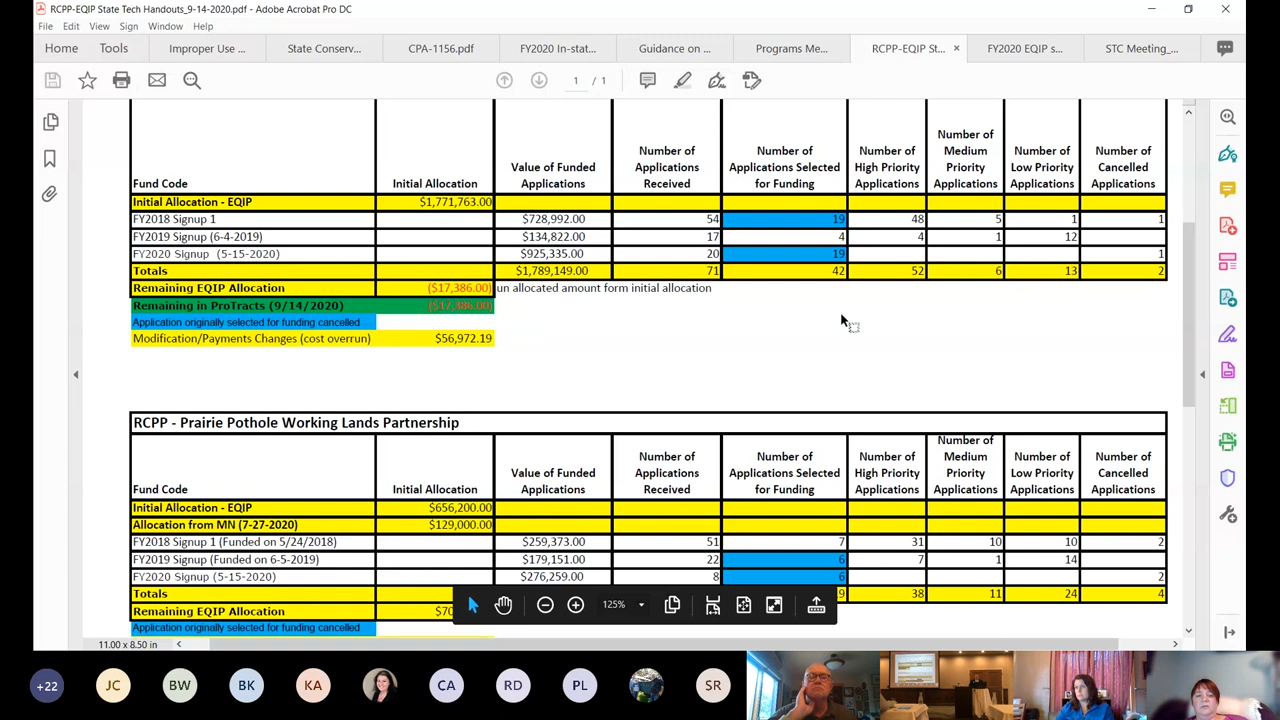 RCPP-EQIP State Tech Handouts_9-14-2020.pdf - Adobe Acrobat Pro DC
File Edit View Sign Window Help
Home Tools Improper Use ... State Conserv... CPA-1156.pdf FY2020 In-stat... Guidance on ... Programs Me... RCPP-EQIP St... × FY2020 EQIP s... STC Meeting_...
1 / 1
Fund Code Initial Allocation Value of Funded Applications Number of Applications Received Number of Applications Selected for Funding Number of High Priority Applications Number of Medium Priority Applications Number of Low Priority Applications Number of Cancelled Applications
Initial Allocation - EQIP $1,771,763.00
FY2018 Signup 1 $728,992.00 54 19 48 5 1 1
FY2019 Signup (6-4-2019) $134,822.00 17 4 4 1 12
FY2020 Signup (5-15-2020) $925,335.00 20 19 1
Totals $1,789,149.00 71 42 52 6 13 2
Remaining EQIP Allocation ($17,386.00) un allocated amount form initial allocation
Remaining in ProTracts (9/14/2020) ($17,386.00)
Application originally selected for funding cancelled
Modification/Payments Changes (cost overrun) $56,972.19
RCPP - Prairie Pothole Working Lands Partnership
Fund Code Initial Allocation Value of Funded Applications Number of Applications Received Number of Applications Selected for Funding Number of High Priority Applications Number of Medium Priority Applications Number of Low Priority Applications Number of Cancelled Applications
Initial Allocation - EQIP $656,200.00
Allocation from MN (7-27-2020) $129,000.00
FY2018 Signup 1 (Funded on 5/24/2018) $259,373.00 51 7 31 10 10 2
FY2019 Signup (Funded on 6-5-2019) $179,151.00 22 6 7 1 14
FY2020 Signup (5-15-2020) $276,259.00 8 6 2
Totals 9 38 11 24 4
Remaining EQIP Allocation $70
125%
Application originally selected for funding cancelled
11.00 x 8.50 in
+22 JC BW BK KA CA RD PL SR